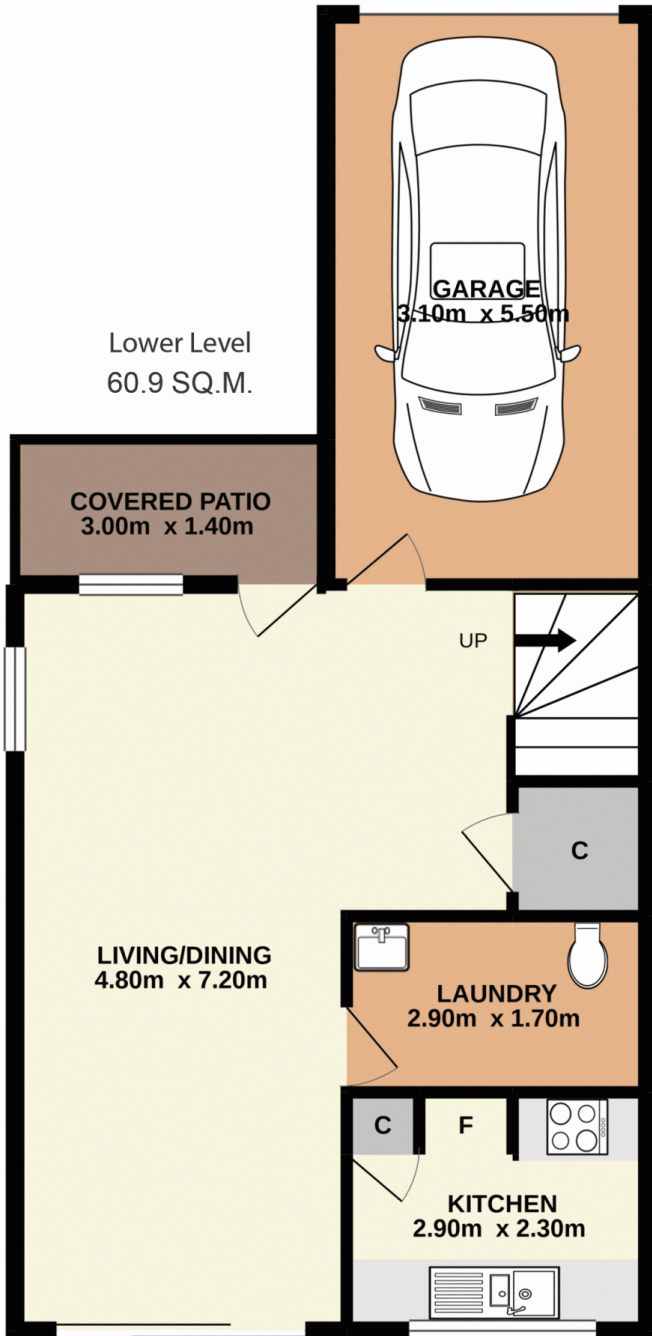 GARAGE
3.10m x 5.50m
Lower Level
60.9 SQ.M.
COVERED PATIO
3.00m x 1.40m
UP
C
LIVING/DINING
4.80m x 7.20m
LAUNDRY
2.90m x 1.70m
C
F
KITCHEN
2.90m x 2.30m